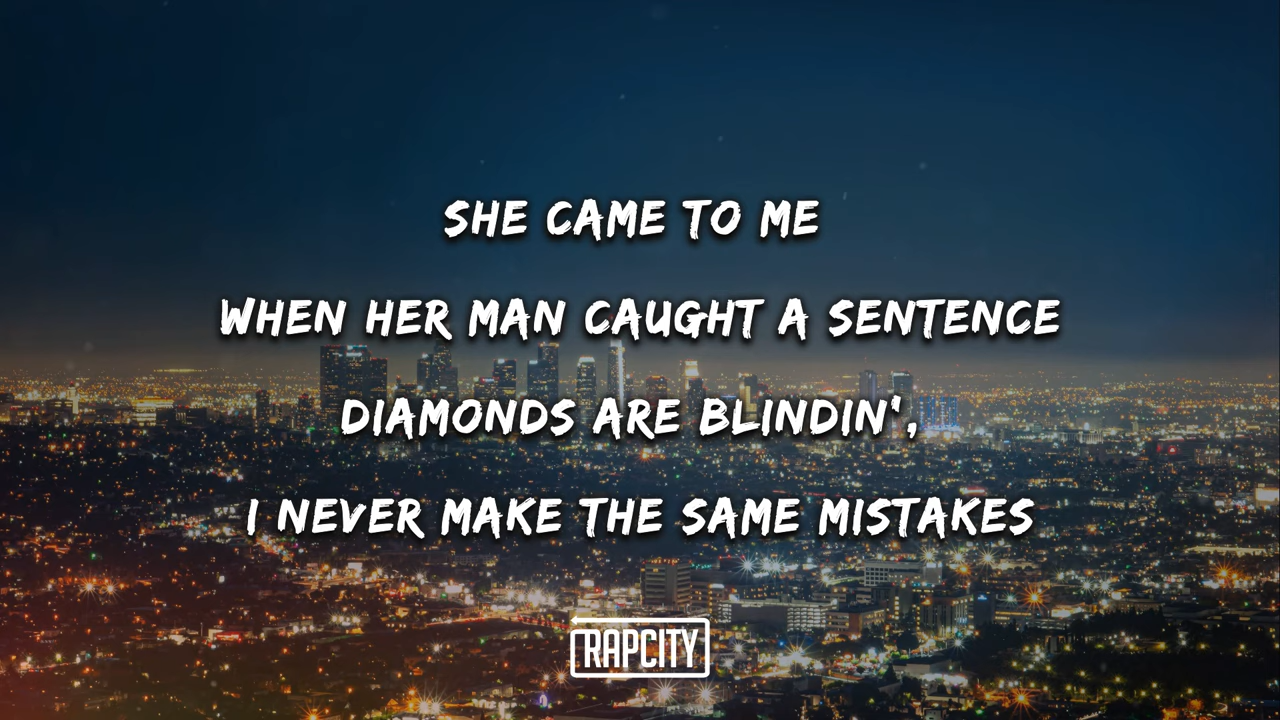 SHE CAME TO ME
WHEN HER MAN CAUGHT A SENTENCE
DIAMONDS ARE BLINDIN',
I NEVER MAKE THE SAME MISTAKES
RAPCITY